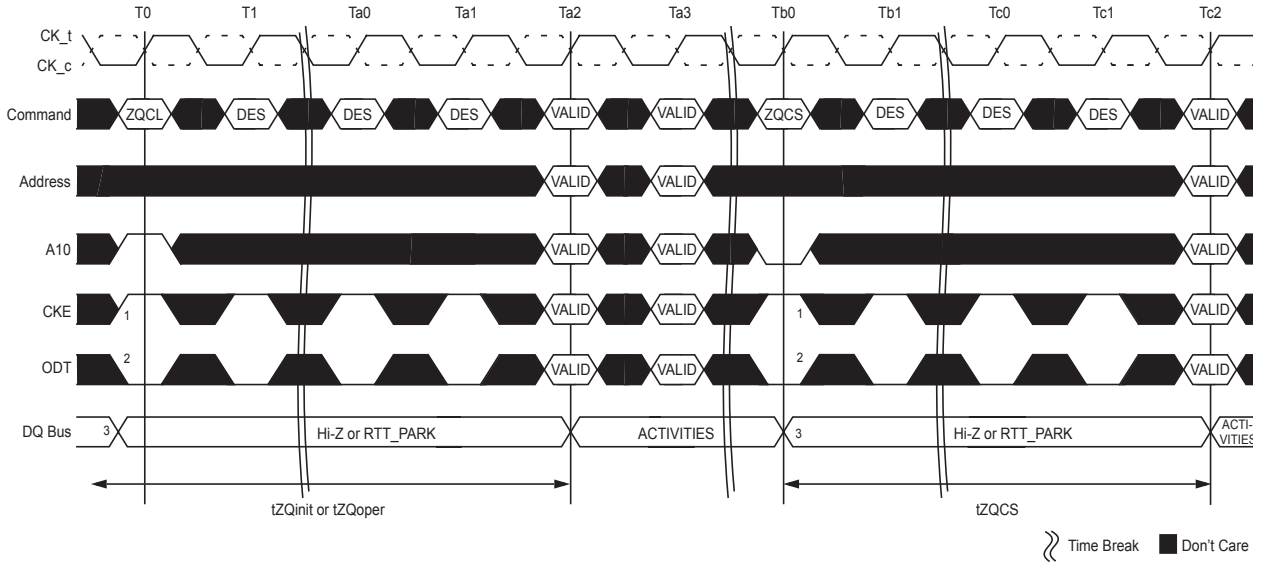 T0 T1 Ta0 Ta1 Ta2 Ta3 Tb0 Tb1 Tc0 Tc1 Tc2
CK_t
CK_c
Command ZQCL DES DES DES VALID VALID ZQCS DES DES DES VALID
Address VALID VALID VALID
A10 VALID VALID VALID
CKE 1 VALID VALID 1 VALID
ODT 2 VALID VALID 2 VALID
DQ Bus 3 Hi-Z or RTT_PARK ACTIVITIES 3 Hi-Z or RTT_PARK ACTI-
VITIES
tZQinit or tZQoper tZQCS
Time Break Don't Care